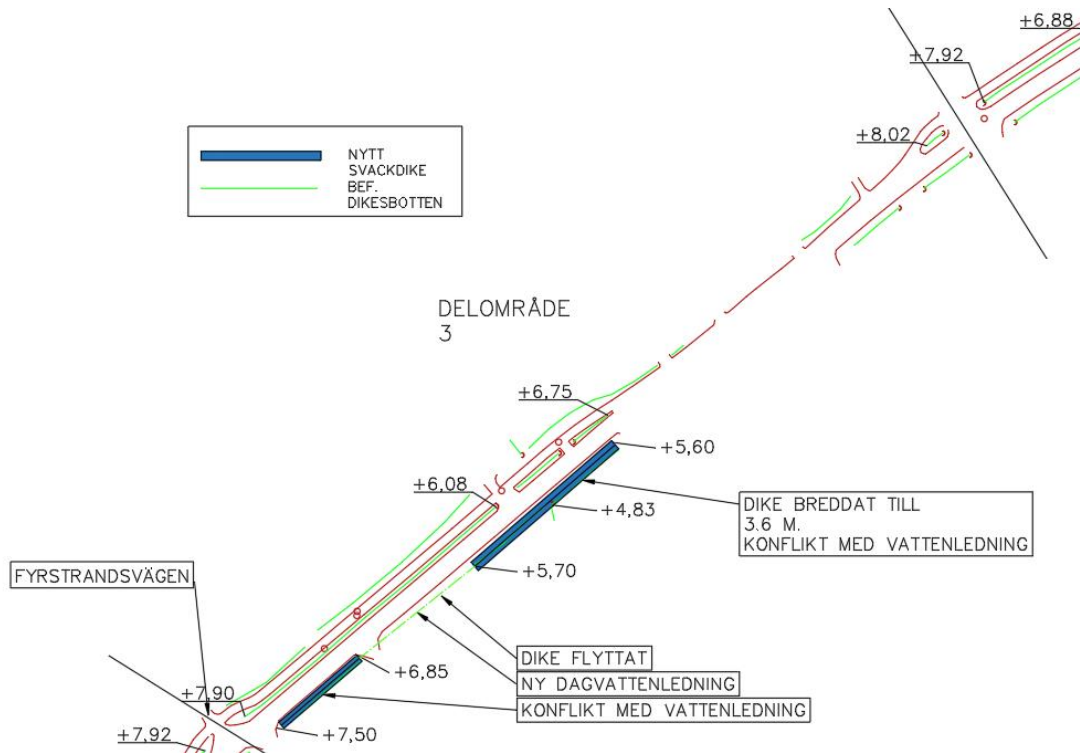 +6,88
+7,92
+8,02
NYTT
SVACKDIKE
BEF.
DIKESBOTTEN
DELOMRÅDE
3
+6,75
+5,60
+6,08
+4,83
DIKE BREDDAT TILL
3.6 M.
KONFLIKT MED VATTENLEDNING
+5,70
FYRSTRANDSVÄGEN
DIKE FLYTTAT
+6,85
NY DAGVATTENLEDNING
+7,90
KONFLIKT MED VATTENLEDNING
+7,92
+7,50